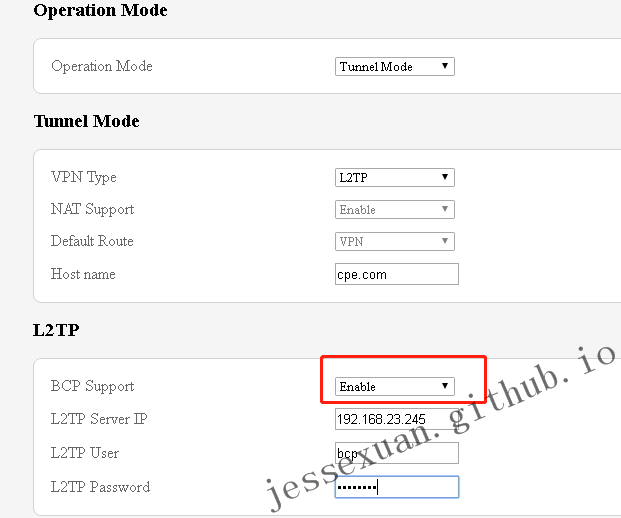 Operation Mode
Operation Mode Tunnel Mode
Tunnel Mode
VPN Type L2TP
NAT Support Enable
Default Route VPN
Host name cpe.com
L2TP
BCP Support Enable
L2TP Server IP 192.168.23.245
L2TP User bcp
L2TP Password ••••••••
jessexuan.github.io